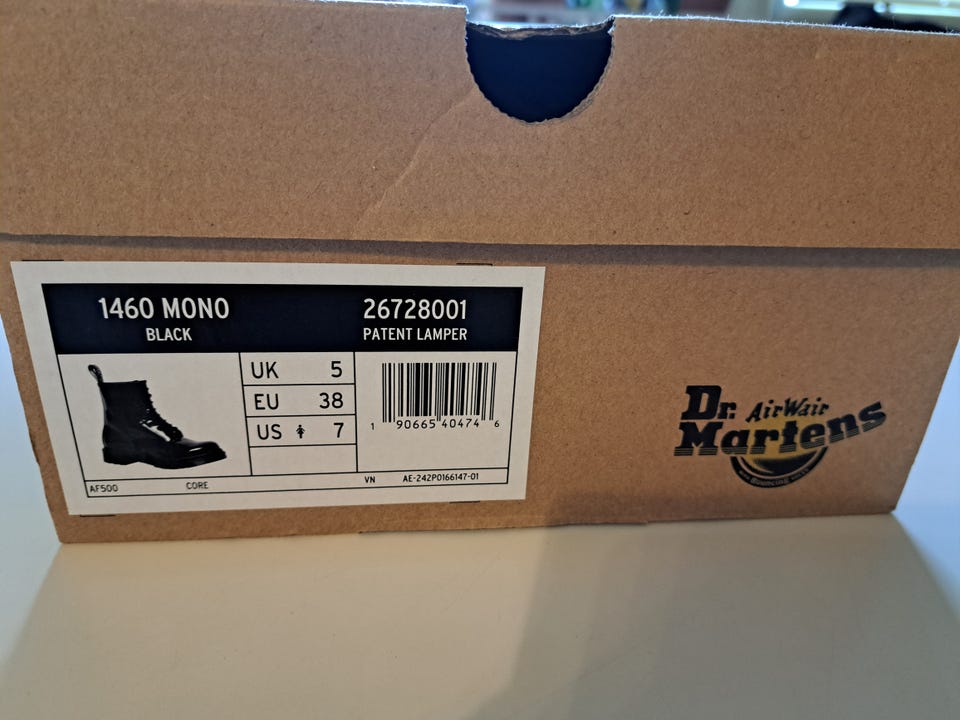 1460 MONO
BLACK
26728001
PATENT LAMPER
UK 5
EU 38
US 7
1 90665 40474 6
AF500 CORE VN AE-242P0166147-01
Dr. AirWair
Martens
Bouncing